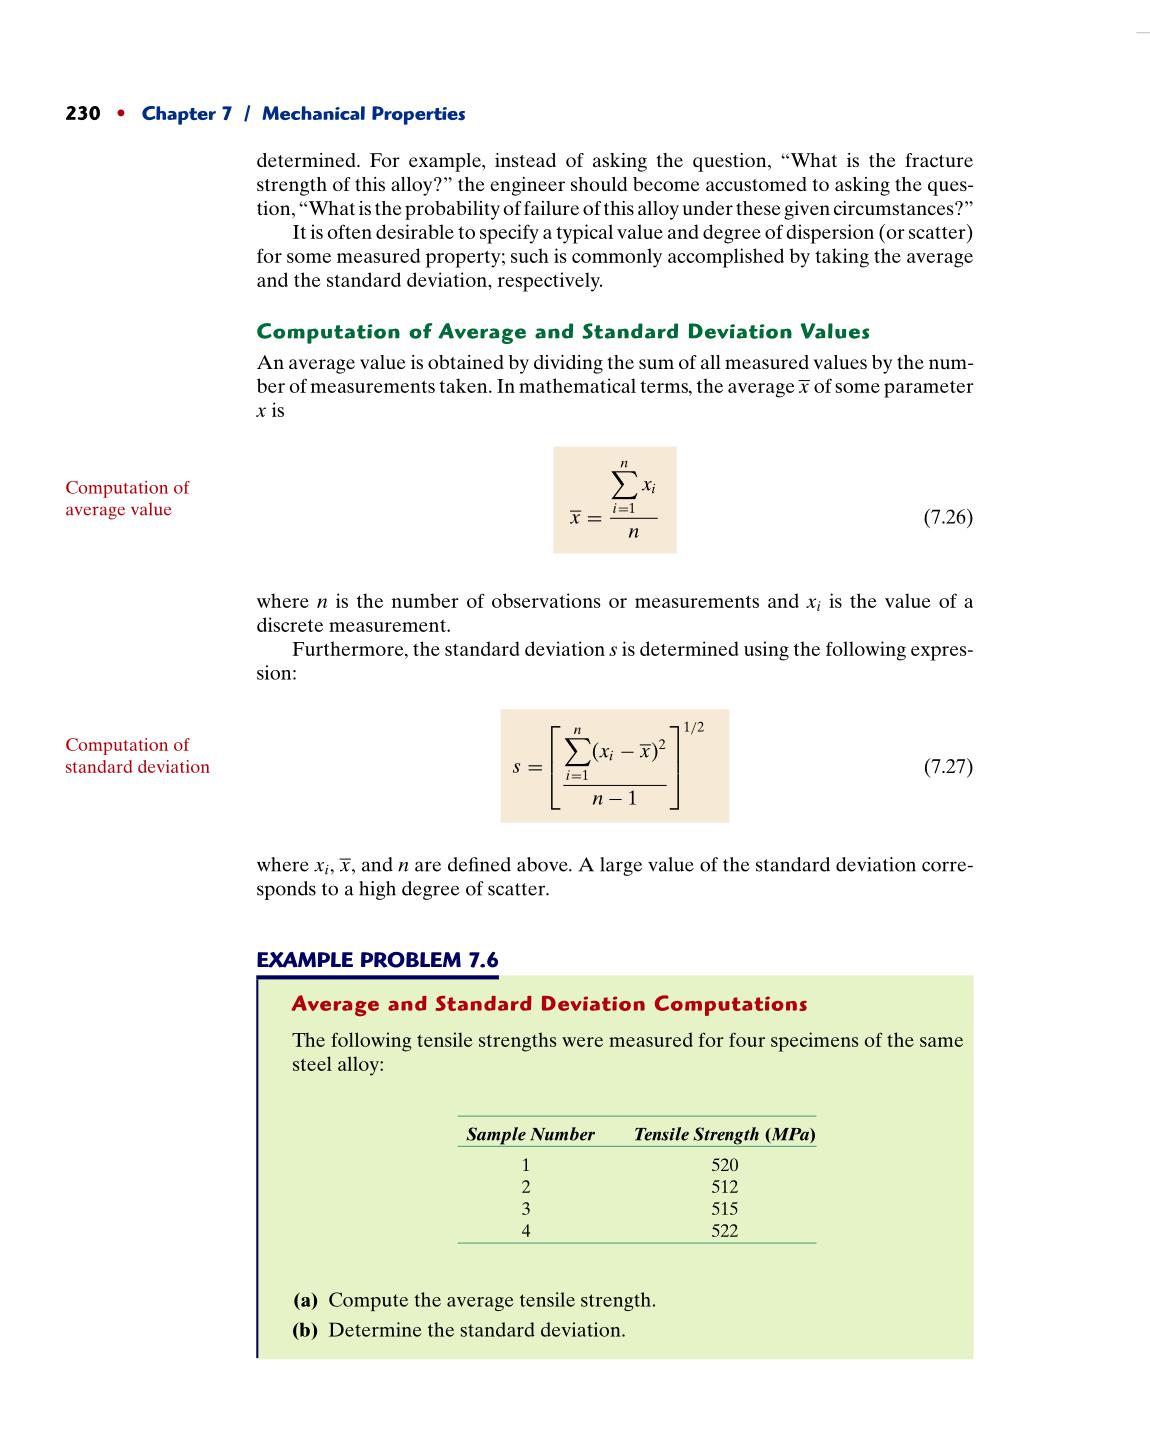 230 • Chapter 7 / Mechanical Properties
determined. For example, instead of asking the question, “What is the fracture
strength of this alloy?” the engineer should become accustomed to asking the ques-
tion, “What is the probability of failure of this alloy under these given circumstances?”
It is often desirable to specify a typical value and degree of dispersion (or scatter)
for some measured property; such is commonly accomplished by taking the average
and the standard deviation, respectively.
Computation of Average and Standard Deviation Values
An average value is obtained by dividing the sum of all measured values by the num-
ber of measurements taken. In mathematical terms, the average x̅ of some parameter
x is
Computation of
average value
x̅ = \frac{\sum_{i=1}^{n} x_i}{n} (7.26)
where n is the number of observations or measurements and xᵢ is the value of a
discrete measurement.
Furthermore, the standard deviation s is determined using the following expres-
sion:
Computation of
standard deviation
s = \left[ \frac{\sum_{i=1}^{n} (x_i - x̅)^2}{n - 1} \right]^{1/2} (7.27)
where xᵢ, x̅, and n are defined above. A large value of the standard deviation corre-
sponds to a high degree of scatter.
EXAMPLE PROBLEM 7.6
Average and Standard Deviation Computations
The following tensile strengths were measured for four specimens of the same
steel alloy:
Sample Number Tensile Strength (MPa)
1 520
2 512
3 515
4 522
(a) Compute the average tensile strength.
(b) Determine the standard deviation.